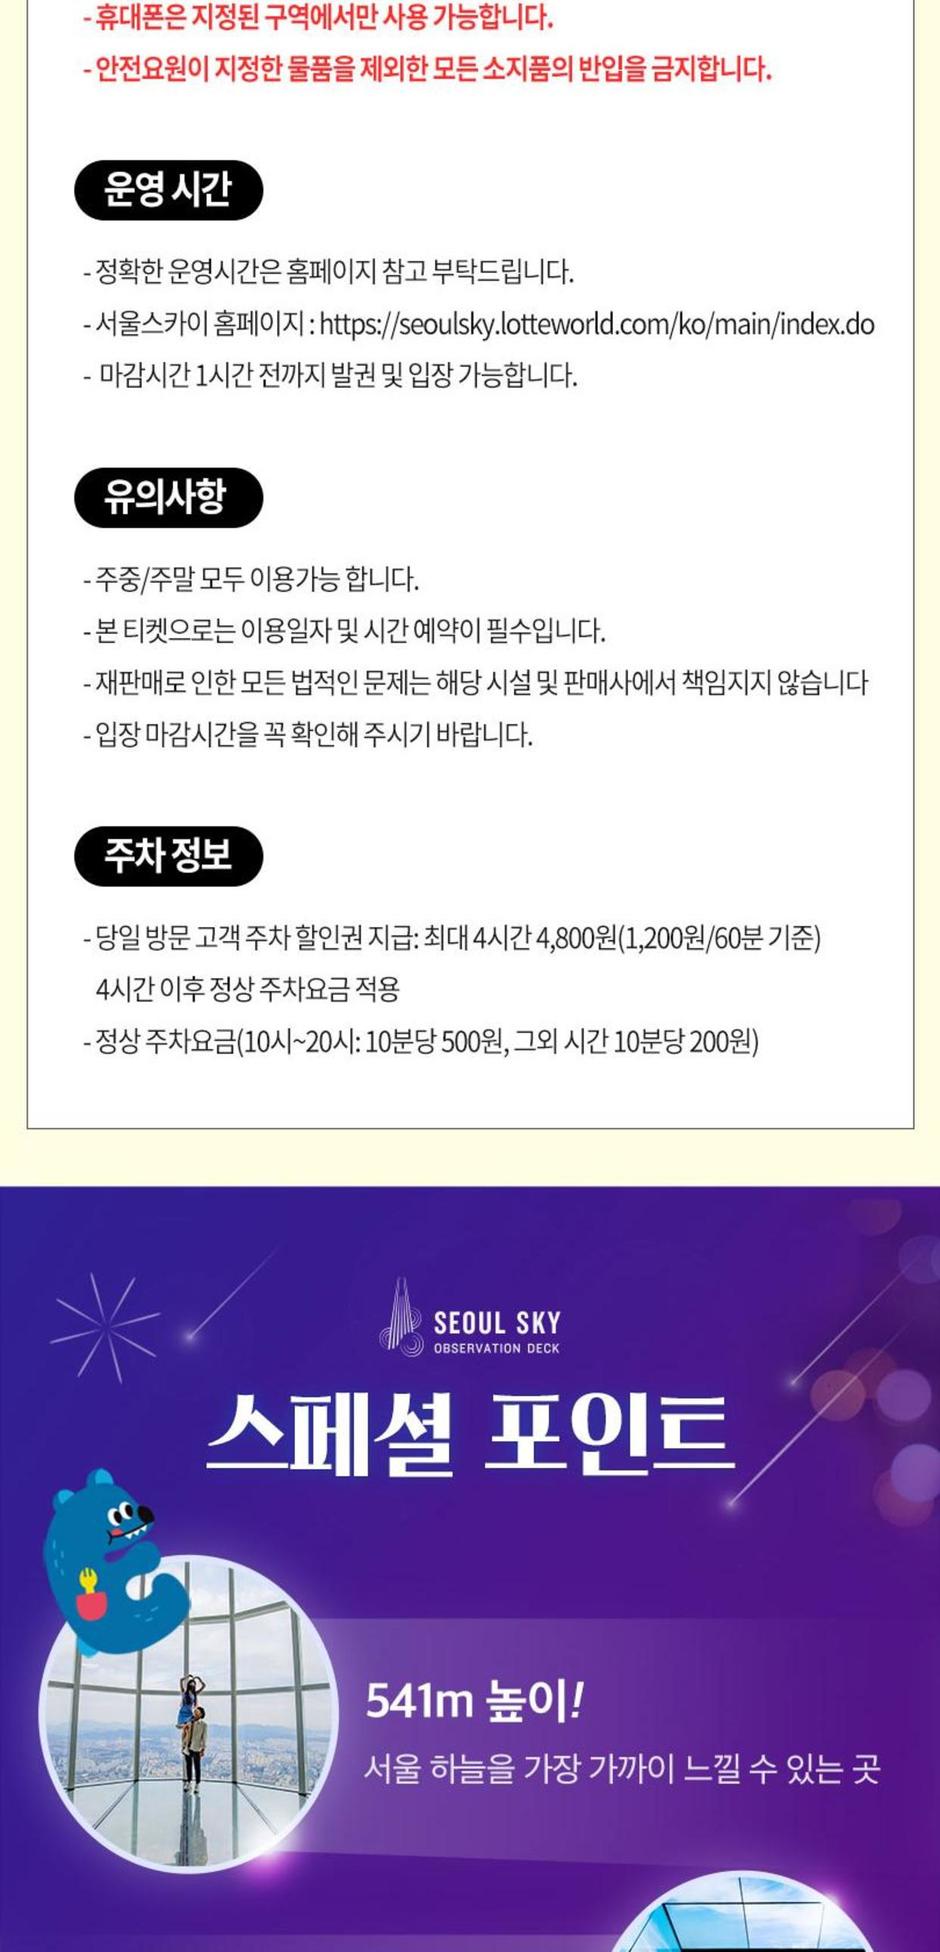 - 휴대폰은 지정된 구역에서만 사용 가능합니다.
- 안전요원이 지정한 물품을 제외한 모든 소지품의 반입을 금지합니다.
운영 시간
- 정확한 운영시간은 홈페이지 참고 부탁드립니다.
- 서울스카이 홈페이지 : https://seoulsky.lotteworld.com/ko/main/index.do
- 마감시간 1시간 전까지 발권 및 입장 가능합니다.
유의사항
- 주중/주말 모두 이용가능 합니다.
- 본 티켓으로는 이용일자 및 시간 예약이 필수입니다.
- 재판매로 인한 모든 법적인 문제는 해당 시설 및 판매사에서 책임지지 않습니다
- 입장 마감시간을 꼭 확인해 주시기 바랍니다.
주차 정보
- 당일 방문 고객 주차 할인권 지급: 최대 4시간 4,800원(1,200원/60분 기준)
4시간 이후 정상 주차요금 적용
- 정상 주차요금(10시~20시: 10분당 500원, 그외 시간 10분당 200원)
SEOUL SKY
OBSERVATION DECK
스페셜 포인트
541m 높이!
서울 하늘을 가장 가까이 느낄 수 있는 곳